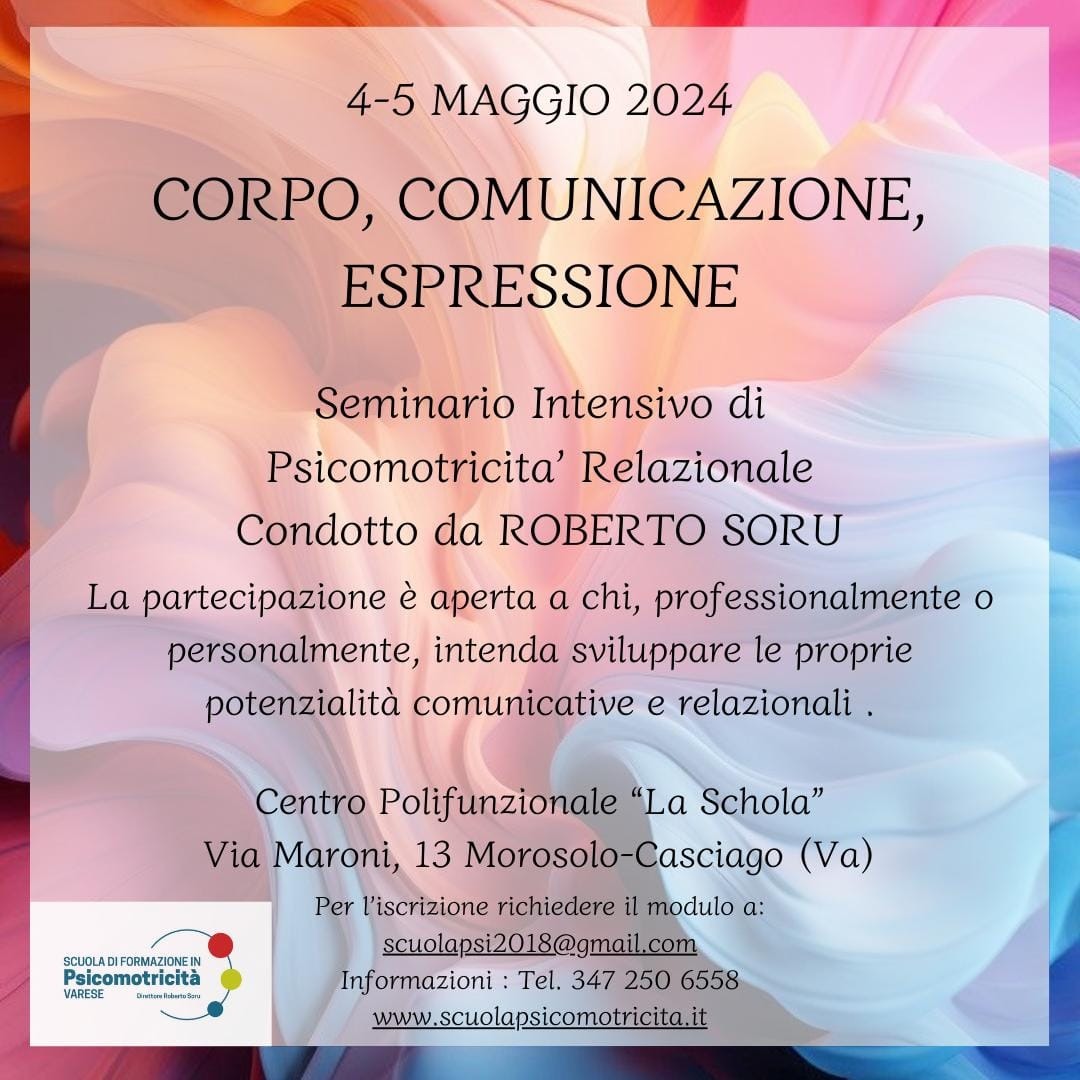 4-5 MAGGIO 2024
CORPO, COMUNICAZIONE,
ESPRESSIONE
Seminario Intensivo di
Psicomotricita’ Relazionale
Condotto da ROBERTO SORU
La partecipazione è aperta a chi, professionalmente o
personalmente, intenda sviluppare le proprie
potenzialità comunicative e relazionali .
Centro Polifunzionale “La Schola”
Via Maroni, 13 Morosolo-Casciago (Va)
Per l’iscrizione richiedere il modulo a:
scuolapsi2018@gmail.com
Informazioni : Tel. 347 250 6558
www.scuolapsicomotricita.it
SCUOLA DI FORMAZIONE IN
Psicomotricità
VARESE Direttore Roberto Soru